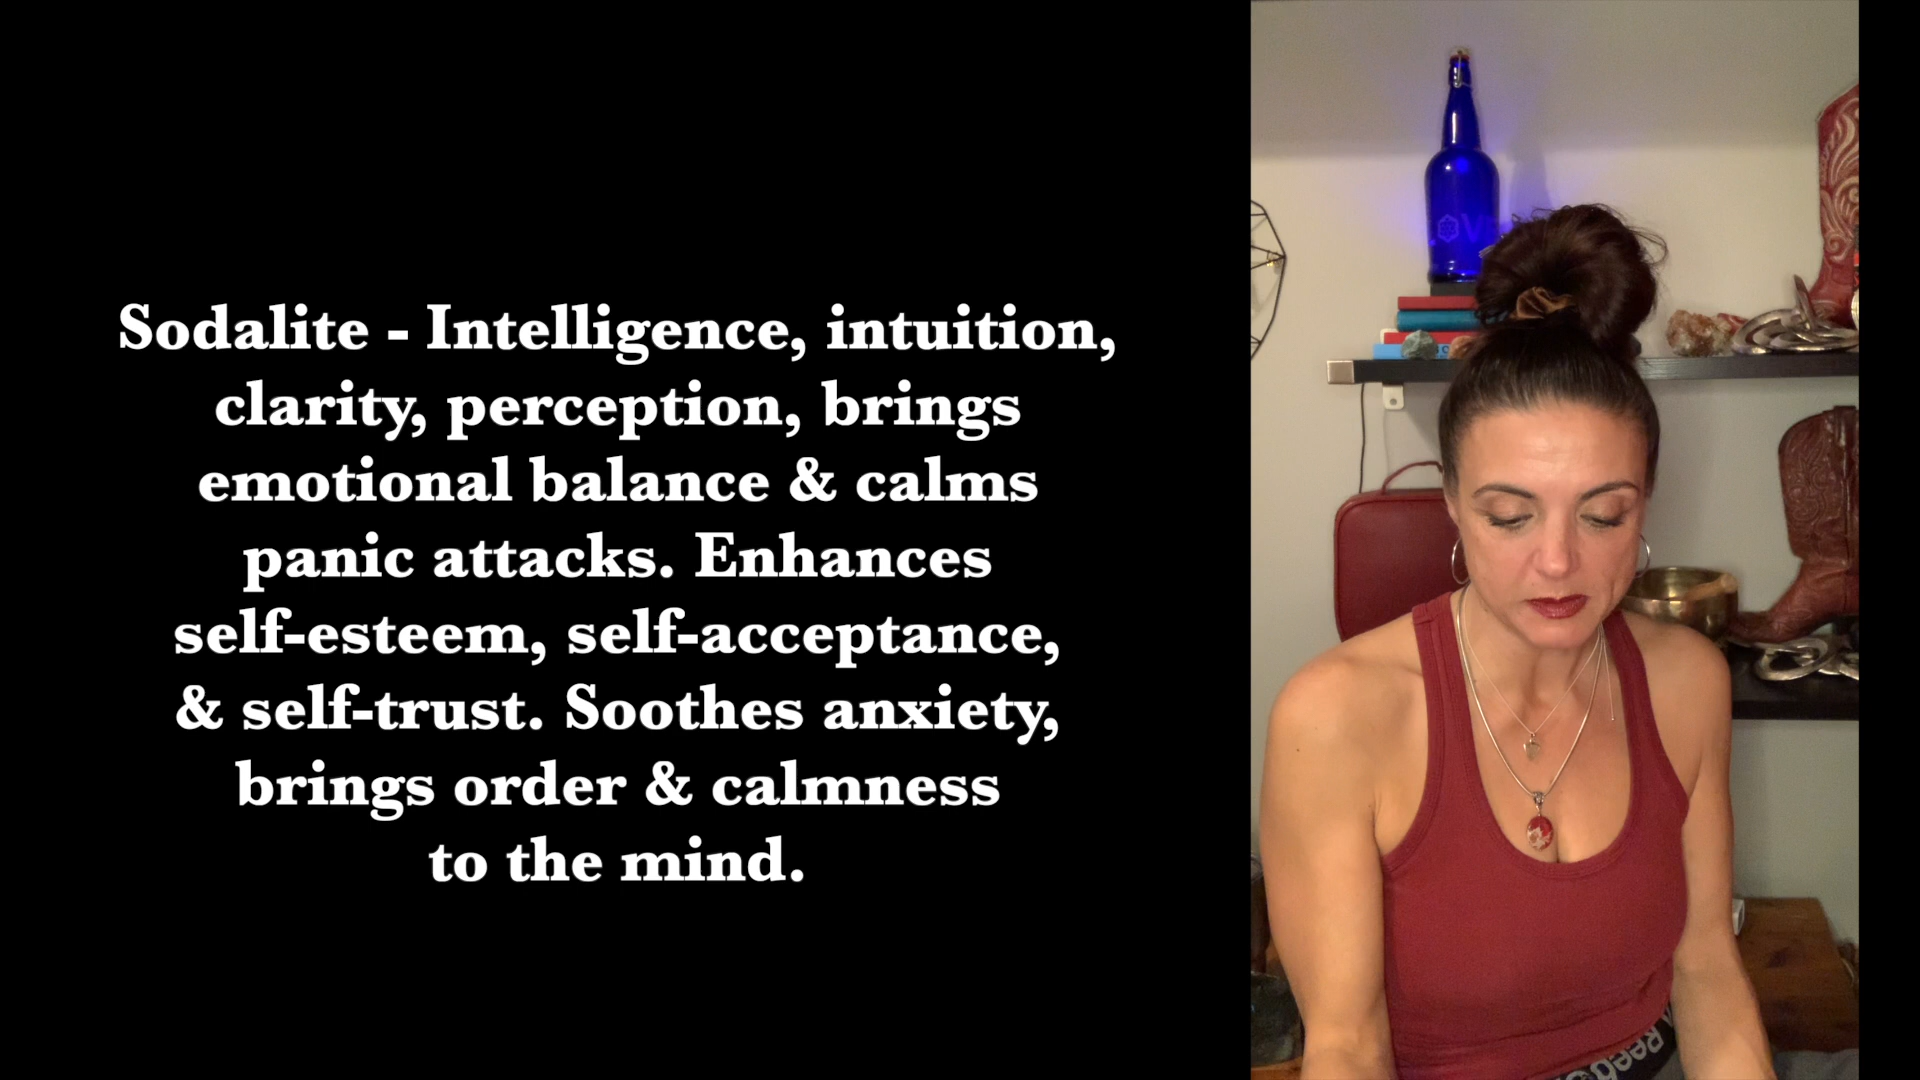 Sodalite - Intelligence, intuition,
clarity, perception, brings
emotional balance & calms
panic attacks. Enhances
self-esteem, self-acceptance,
& self-trust. Soothes anxiety,
brings order & calmness
to the mind.